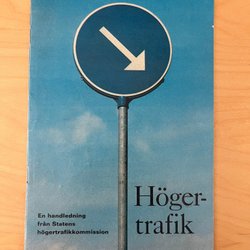 En handledning
från Statens
högertrafikkommission
Höger-
trafik